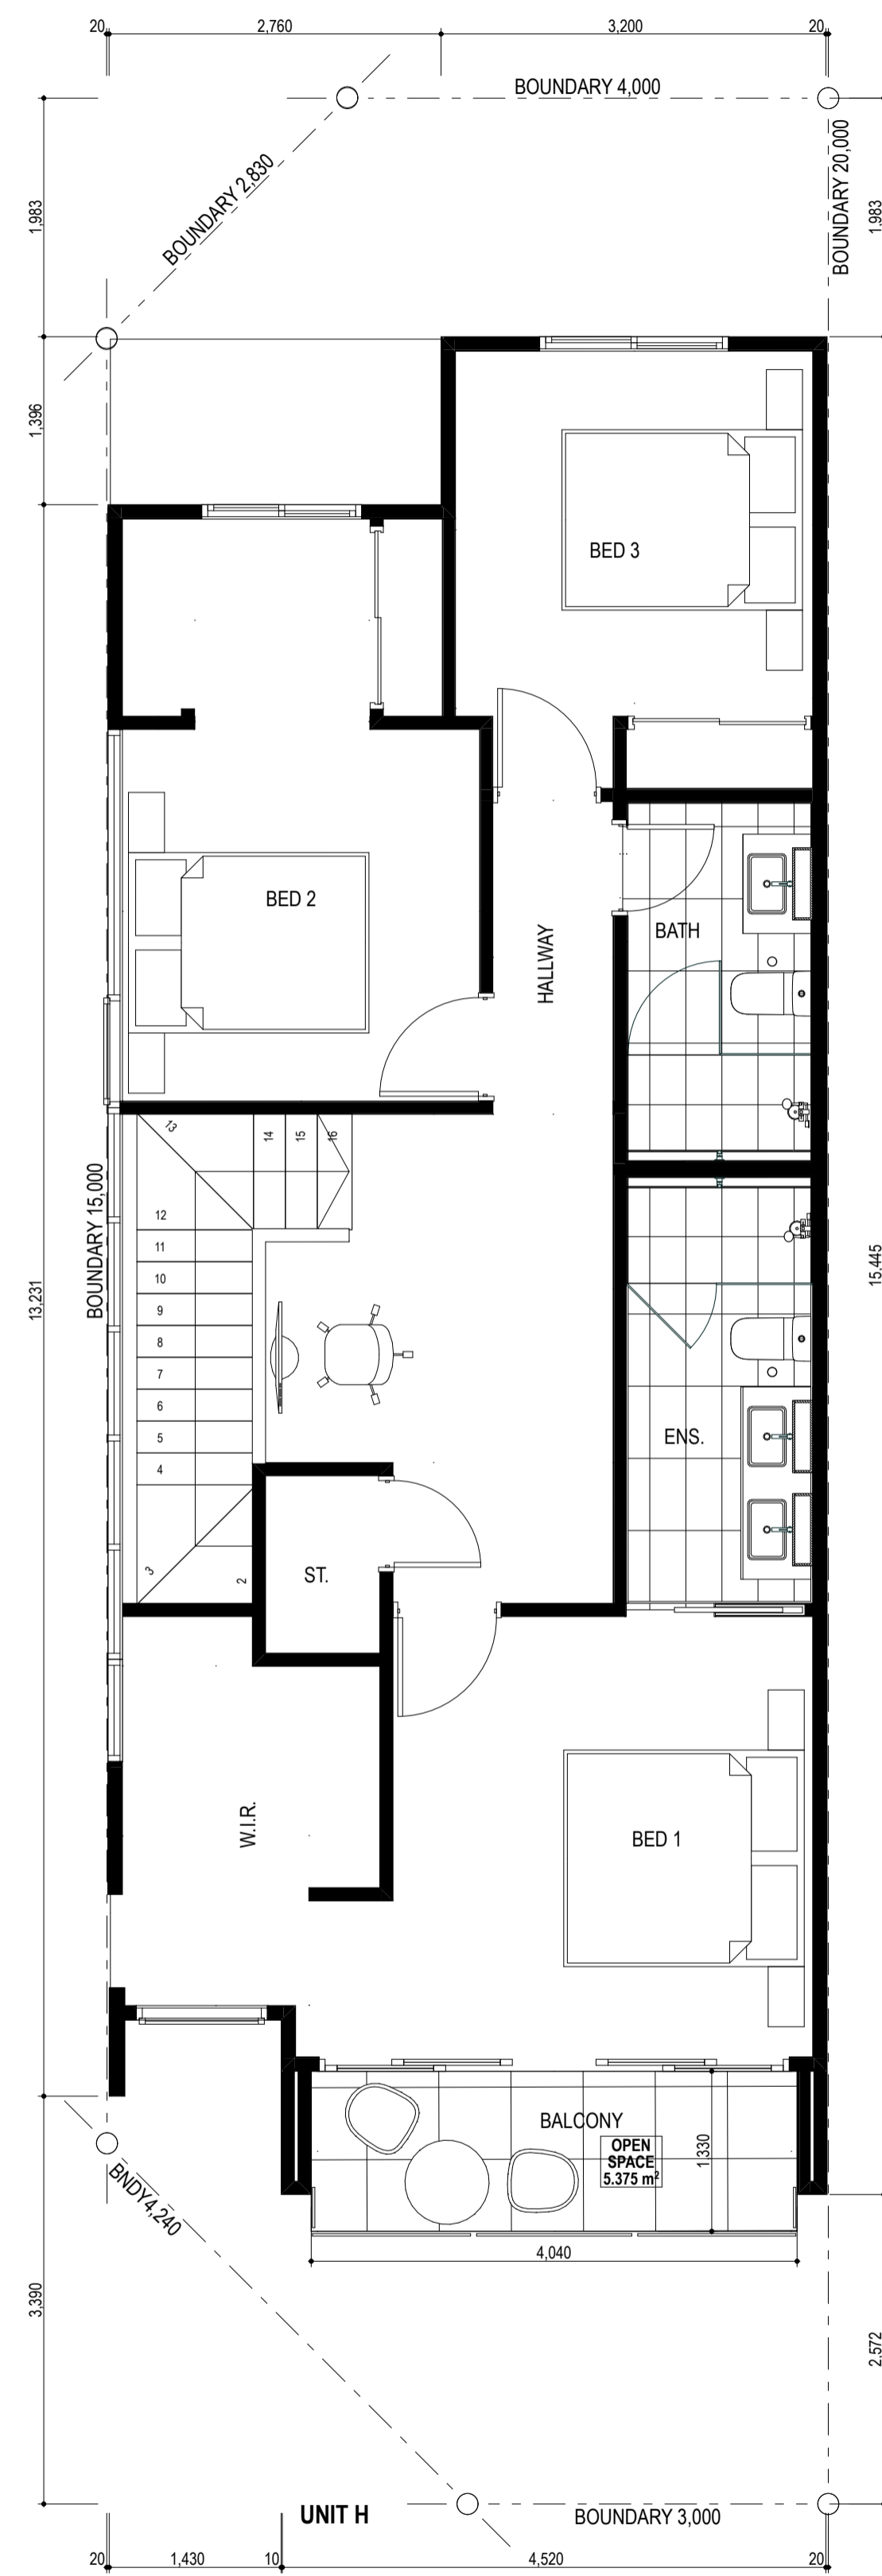 20
2,760
3,200
20
BOUNDARY 4,000
BOUNDARY 2,830
BOUNDARY 20,000
1.983
1.983
1.396
BED 3
BED 2
HALLWAY
BATH
13
14
15
16
12
11
10
9
8
7
6
5
4
3
2
BOUNDARY 15,000
13.231
15.445
ENS.
ST.
W.I.R.
BED 1
BALCONY
OPEN
SPACE
5.375 m²
1.330
4,040
BNDY4,240
3.390
2.572
UNIT H
BOUNDARY 3,000
20
1,430
10
4,520
20